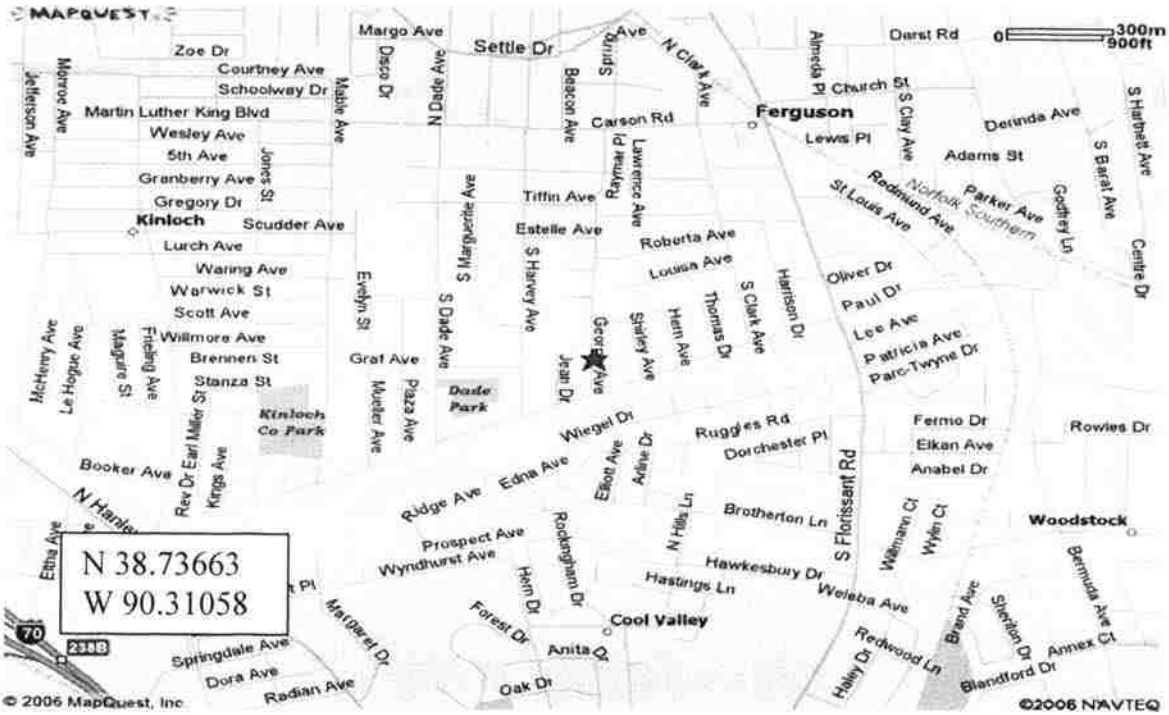 MAPQUEST
Zoe Dr
Margo Ave
Settle Dr
Ave
Spring
N Clark Ave
Almeda Pl
Darst Rd
0 300m
900ft
Jefferson Ave
Monroe Ave
Courtney Ave
Schoolway Dr
Mable Ave
Disco Dr
N Dade Ave
Beacon Ave
Church St
S Clay Ave
S Hartnett Ave
Martin Luther King Blvd
Carson Rd
Ferguson
Lewis Pl
Derinda Ave
Wesley Ave
5th Ave
Jones St
Raymar Pl
Lawrence Ave
Adams St
S Barat Ave
Granberry Ave
Gregory Dr
Tiffin Ave
St Louis Ave
Redmund Ave
Norfolk Southern
Parker Ave
Godfrey Ln
Kinloch
Scudder Ave
S Marguerite Ave
Estelle Ave
Roberta Ave
Lurch Ave
Louisa Ave
Centre Dr
Waring Ave
Evelyn St
S Harvey Ave
Harrison Dr
Oliver Dr
Warwick St
S Dade Ave
S Clark Ave
Thomas Dr
Paul Dr
Scott Ave
Lee Ave
McHenry Ave
Le Hogue Ave
Maguire St
Frieling Ave
Willmore Ave
Brennen St
Graf Ave
Jean Dr
Ave
Shirley Ave
Hern Ave
Patricia Ave
Parc-Twyne Dr
Stanza St
Kinloch
Co Park
Mueller Ave
Plaza Ave
Dade
Park
Wiegel Dr
Ruggles Rd
Dorchester Pl
Fermo Dr
Elkan Ave
Rowles Dr
Rev Dr Earl Miller St
Kings Ave
Booker Ave
Edna Ave
Elliott Ave
Arline Dr
S Florissant Rd
Anabel Dr
N Hanley
Ridge Ave
Rockingham Dr
N Hills Ln
Brotherton Ln
Willmann Ct
Wylin Ct
Woodstock
Eltha Ave
Prospect Ave
Wyndhurst Ave
Hawkesbury Dr
Hastings Ln
Weleba Ave
Bermuda Ave
N 38.73663
W 90.31058
t Pl
Margaret Dr
Hern Dr
Forest Dr
Cool Valley
Anita Dr
Redwood Ln
Brand Ave
Sheriton Dr
Annex Ct
70
238B
Springdale Ave
Dora Ave
Radian Ave
Oak Dr
Haley Dr
Blandford Dr
© 2006 MapQuest, Inc.
©2006 NAVTEQ